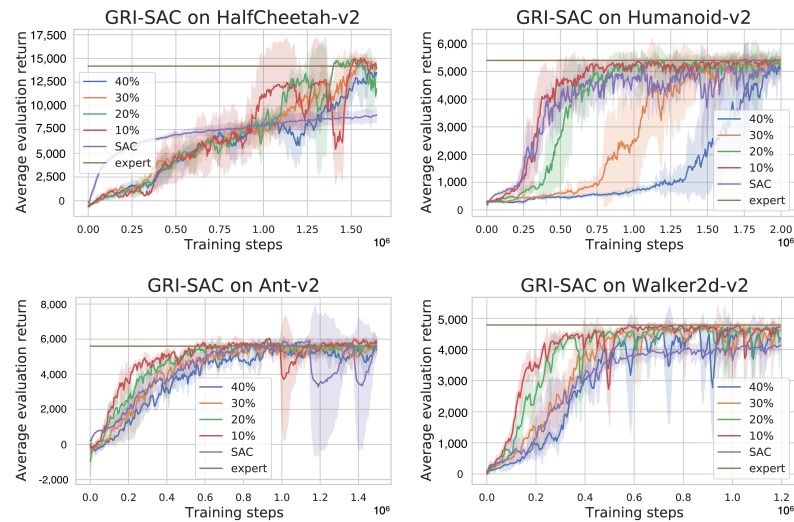 GRI-SAC on HalfCheetah-v2
Average evaluation return
17,500
15,000
12,500
10,000
7,500
5,000
2,500
0
40%
30%
20%
10%
SAC
expert
0.00 0.25 0.50 0.75 1.00 1.25 1.50
Training steps
10⁶
GRI-SAC on Humanoid-v2
Average evaluation return
6,000
5,000
4,000
3,000
2,000
1,000
0
40%
30%
20%
10%
SAC
expert
0.00 0.25 0.50 0.75 1.00 1.25 1.50 1.75 2.00
Training steps
10⁶
GRI-SAC on Ant-v2
Average evaluation return
8,000
6,000
4,000
2,000
0
-2,000
40%
30%
20%
10%
SAC
expert
0.0 0.2 0.4 0.6 0.8 1.0 1.2 1.4
Training steps
10⁶
GRI-SAC on Walker2d-v2
Average evaluation return
5,000
4,000
3,000
2,000
1,000
0
40%
30%
20%
10%
SAC
expert
0.0 0.2 0.4 0.6 0.8 1.0 1.2
Training steps
10⁶